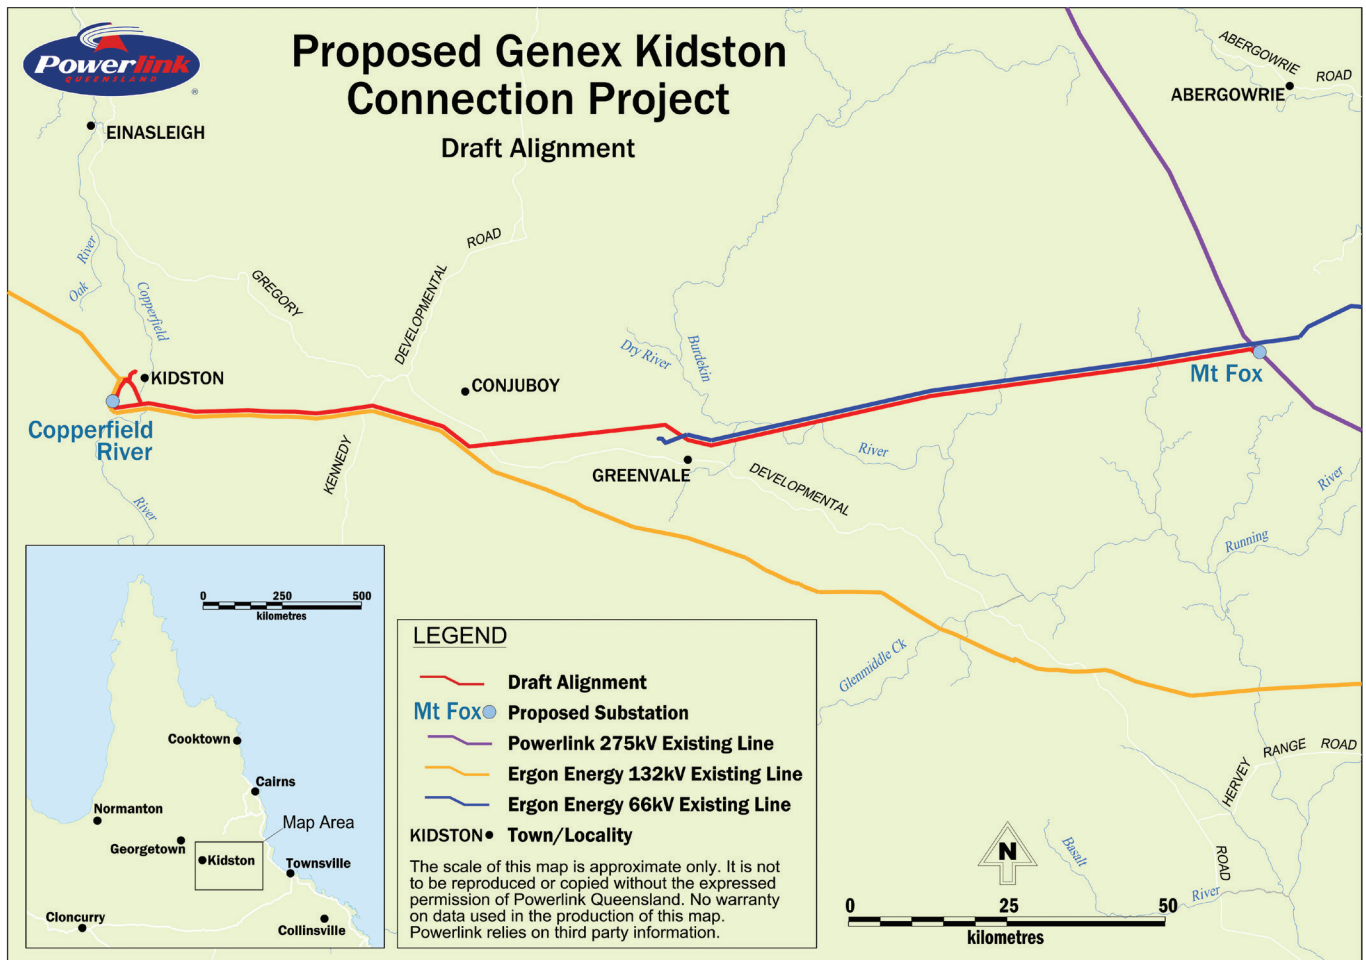 Powerlink
QUEENSLAND
®
Proposed Genex Kidston
Connection Project
Draft Alignment
ABERGOWRIE
ROAD
ABERGOWRIE
EINASLEIGH
River
Oak
Copperfield
GREGORY
DEVELOPMENTAL
ROAD
KIDSTON
Copperfield
River
CONJUBOY
Dry River
Burdekin
Mt Fox
KENNEDY
GREENVALE
DEVELOPMENTAL
River
River
River
Running
Glenmiddle Ck
HERVEY
RANGE
ROAD
ROAD
Basalt
River
0
250
500
kilometres
Cooktown
Cairns
Normanton
Map Area
Georgetown
Kidston
Townsville
Cloncurry
Collinsville
LEGEND
Draft Alignment
Mt Fox Proposed Substation
Powerlink 275kV Existing Line
Ergon Energy 132kV Existing Line
Ergon Energy 66kV Existing Line
KIDSTON Town/Locality
The scale of this map is approximate only. It is not
to be reproduced or copied without the expressed
permission of Powerlink Queensland. No warranty
on data used in the production of this map.
Powerlink relies on third party information.
N
0
25
50
kilometres